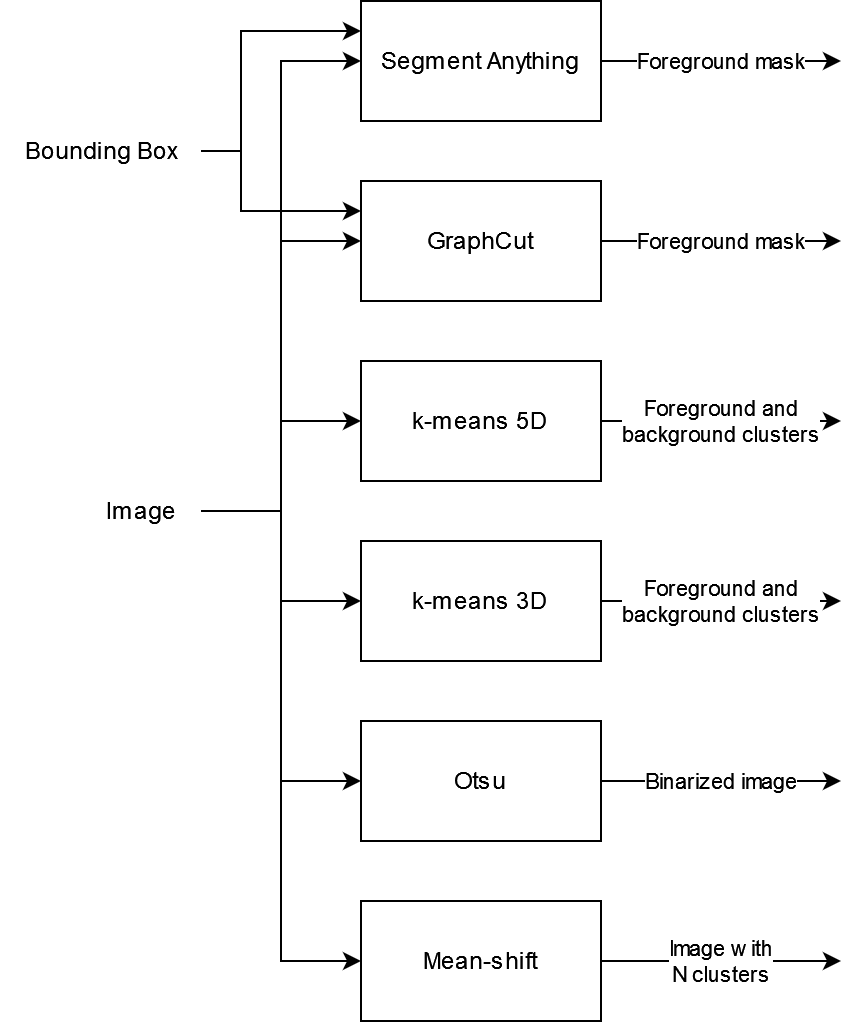 Segment Anything
Foreground mask
Bounding Box
GraphCut
Foreground mask
k-means 5D
Foreground and
background clusters
Image
k-means 3D
Foreground and
background clusters
Otsu
Binarized image
Mean-shift
Image with
N clusters